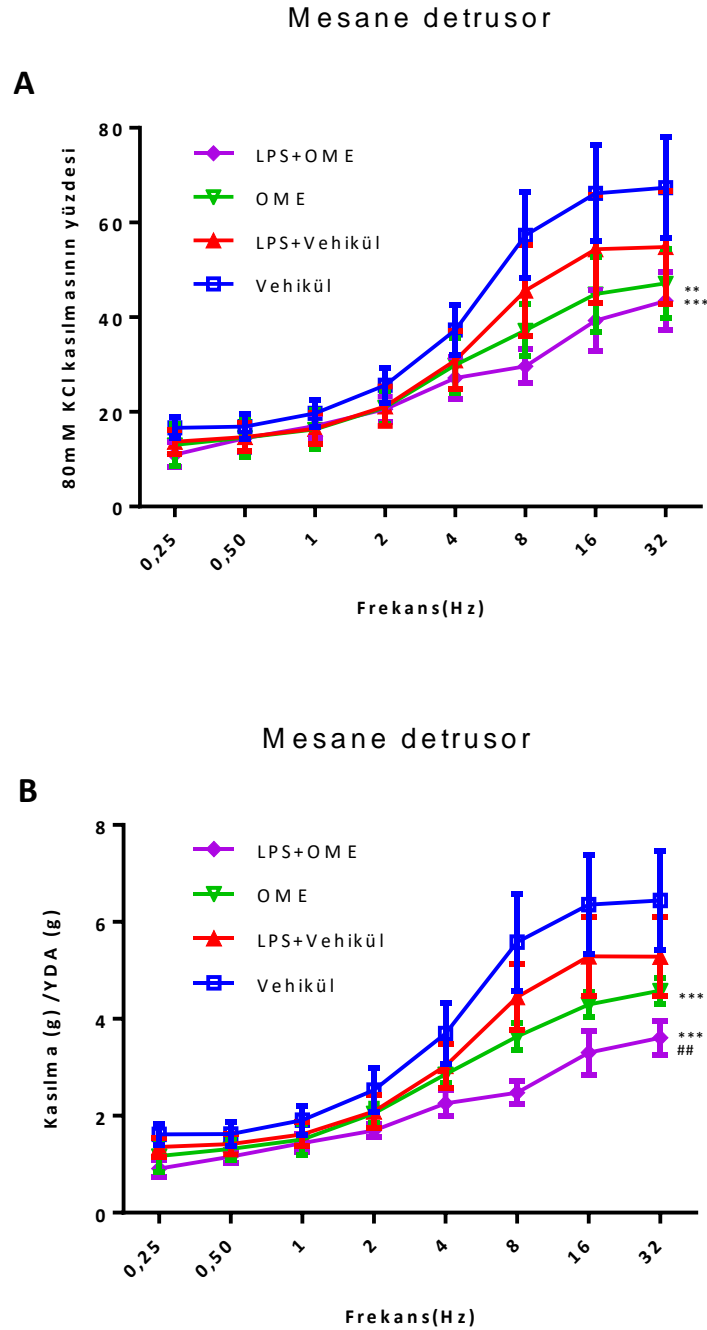 Mesane detrusor
A
80mM KCl kasılmasının yüzdesi
80
60
40
20
0
LPS+OME
OME
LPS+Vehikül
Vehikül
**
***
0,25
0,50
1
2
4
8
16
32
Frekans(Hz)
Mesane detrusor
B
Kasılma (g) /YDA (g)
8
6
4
2
0
LPS+OME
OME
LPS+Vehikül
Vehikül
***
***
##
0,25
0,50
1
2
4
8
16
32
Frekans(Hz)